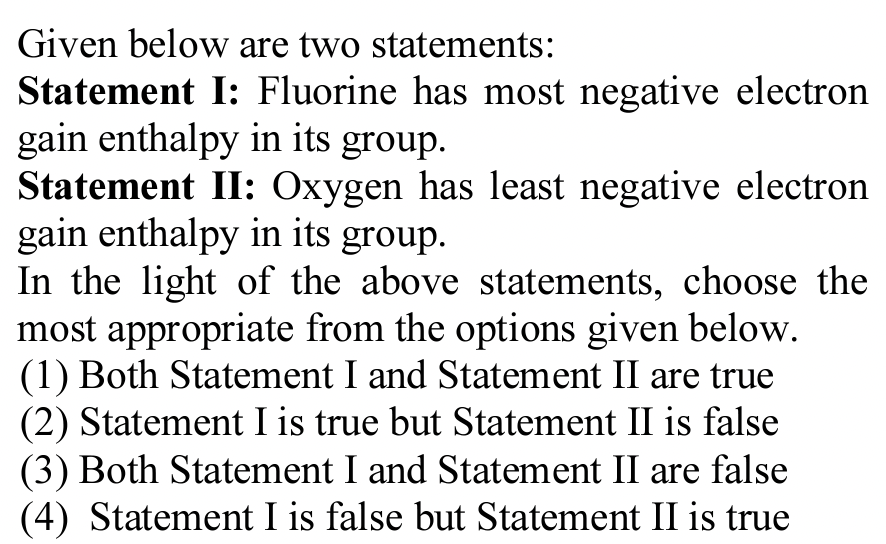 Given below are two statements:
Statement I: Fluorine has most negative electron
gain enthalpy in its group.
Statement II: Oxygen has least negative electron
gain enthalpy in its group.
In the light of the above statements, choose the
most appropriate from the options given below.
(1) Both Statement I and Statement II are true
(2) Statement I is true but Statement II is false
(3) Both Statement I and Statement II are false
(4) Statement I is false but Statement II is true